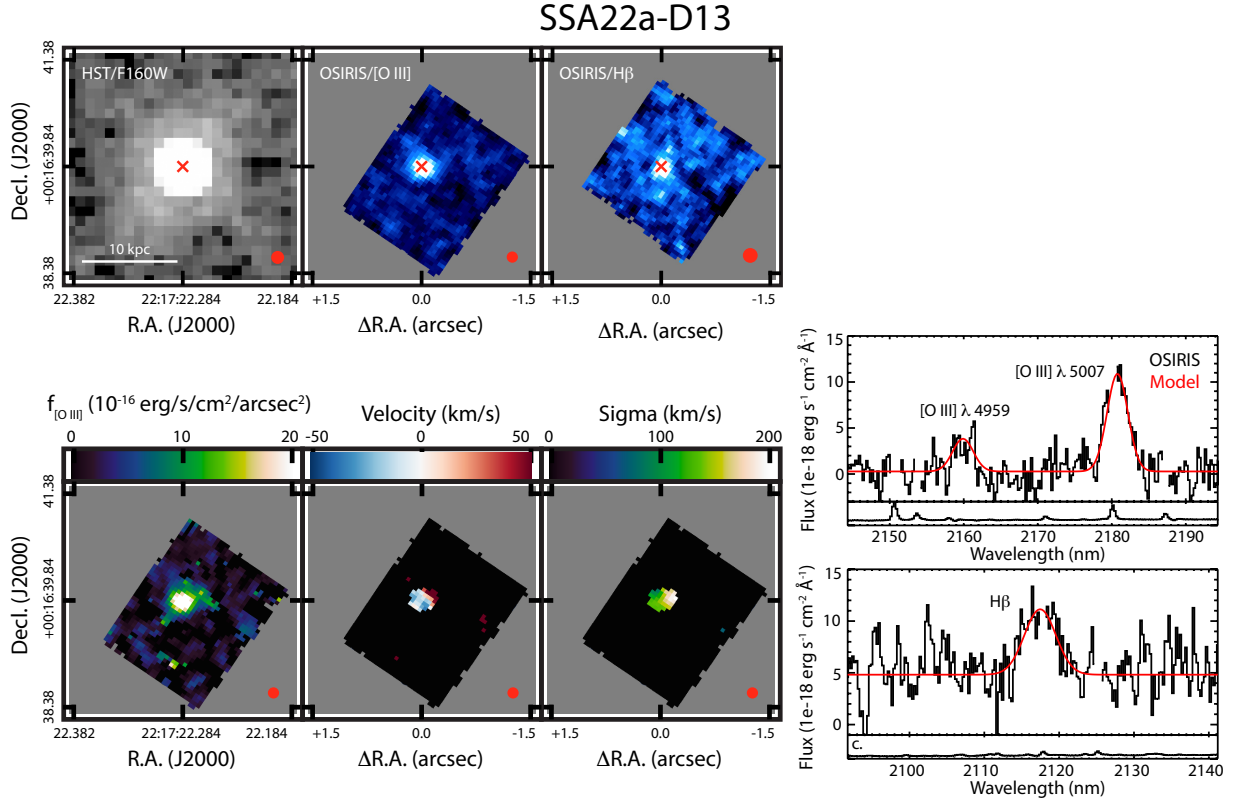 SSA22a-D13
HST/F160W
OSIRIS/[O III]
OSIRIS/Hβ
Decl. (J2000)
41.38
+00:16:39.84
38.38
10 kpc
22.382
22:17:22.284
22.184
R.A. (J2000)
+1.5
0.0
-1.5
ΔR.A. (arcsec)
+1.5
0.0
-1.5
ΔR.A. (arcsec)
f[O III] (10-16 erg/s/cm2/arcsec2)
0
10
20
Velocity (km/s)
-50
0
50
Sigma (km/s)
0
100
200
Decl. (J2000)
41.38
+00:16:39.84
38.38
22.382
22:17:22.284
22.184
R.A. (J2000)
+1.5
0.0
-1.5
ΔR.A. (arcsec)
+1.5
0.0
-1.5
ΔR.A. (arcsec)
Flux (1e-18 erg s-1 cm-2 Å-1)
15
10
5
0
[O III] λ 4959
[O III] λ 5007
OSIRIS
Model
2150
2160
2170
2180
2190
Wavelength (nm)
Flux (1e-18 erg s-1 cm-2 Å-1)
15
10
5
0
Hβ
c.
2100
2110
2120
2130
2140
Wavelength (nm)